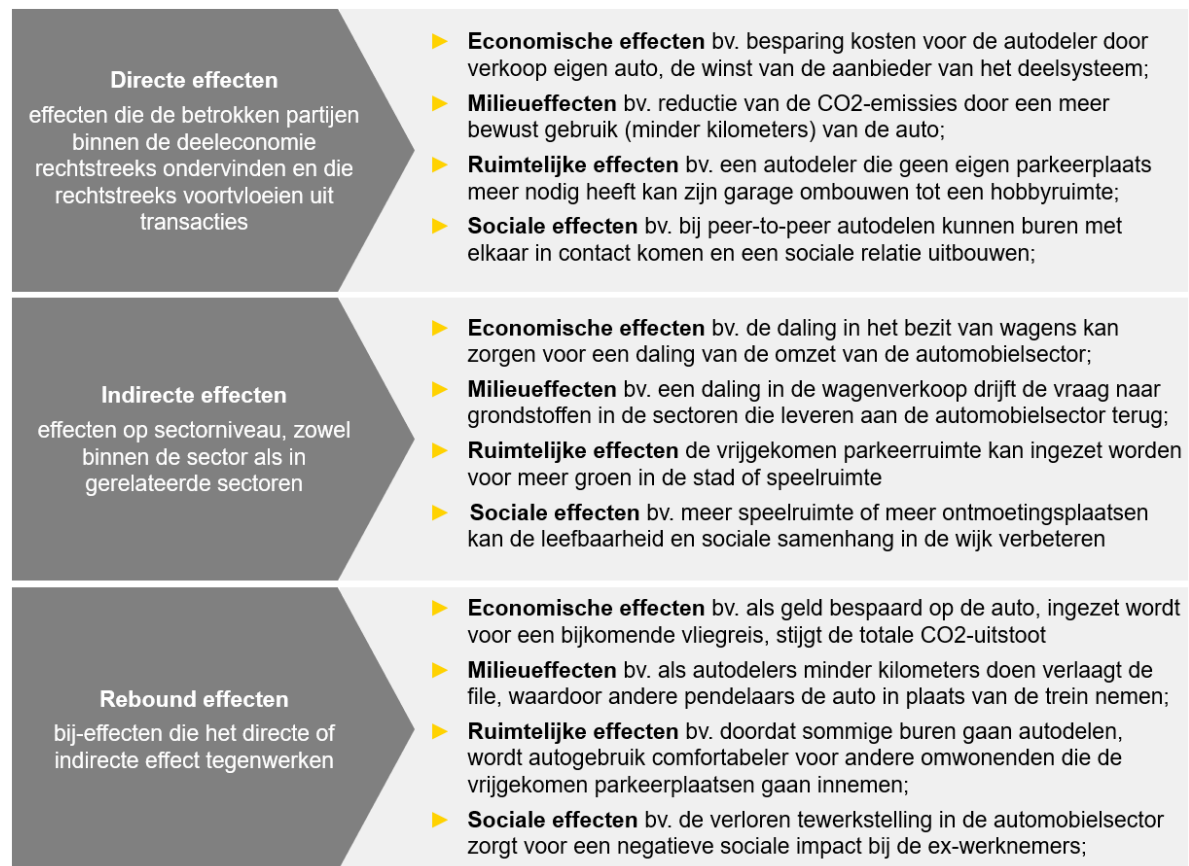 Directe effecten
effecten die de betrokken partijen
binnen de deeleconomie
rechtstreeks ondervinden en die
rechtstreeks voortvloeien uit
transacties
► Economische effecten bv. besparing kosten voor de autodeler door
verkoop eigen auto, de winst van de aanbieder van het deelsysteem;
► Milieueffecten bv. reductie van de CO2-emissies door een meer
bewust gebruik (minder kilometers) van de auto;
► Ruimtelijke effecten bv. een autodeler die geen eigen parkeerplaats
meer nodig heeft kan zijn garage ombouwen tot een hobbyruimte;
► Sociale effecten bv. bij peer-to-peer autodelen kunnen buren met
elkaar in contact komen en een sociale relatie uitbouwen;
Indirecte effecten
effecten op sectorniveau, zowel
binnen de sector als in
gerelateerde sectoren
► Economische effecten bv. de daling in het bezit van wagens kan
zorgen voor een daling van de omzet van de automobielsector;
► Milieueffecten bv. een daling in de wagenverkoop drijft de vraag naar
grondstoffen in de sectoren die leveren aan de automobielsector terug;
► Ruimtelijke effecten de vrijgekomen parkeerruimte kan ingezet worden
voor meer groen in de stad of speelruimte
► Sociale effecten bv. meer speelruimte of meer ontmoetingsplaatsen
kan de leefbaarheid en sociale samenhang in de wijk verbeteren
Rebound effecten
bij-effecten die het directe of
indirecte effect tegenwerken
► Economische effecten bv. als geld bespaard op de auto, ingezet wordt
voor een bijkomende vliegreis, stijgt de totale CO2-uitstoot
► Milieueffecten bv. als autodelers minder kilometers doen verlaagt de
file, waardoor andere pendelaars de auto in plaats van de trein nemen;
► Ruimtelijke effecten bv. doordat sommige buren gaan autodelen,
wordt autogebruik comfortabeler voor andere omwonenden die de
vrijgekomen parkeerplaatsen gaan innemen;
► Sociale effecten bv. de verloren tewerkstelling in de automobielsector
zorgt voor een negatieve sociale impact bij de ex-werknemers;